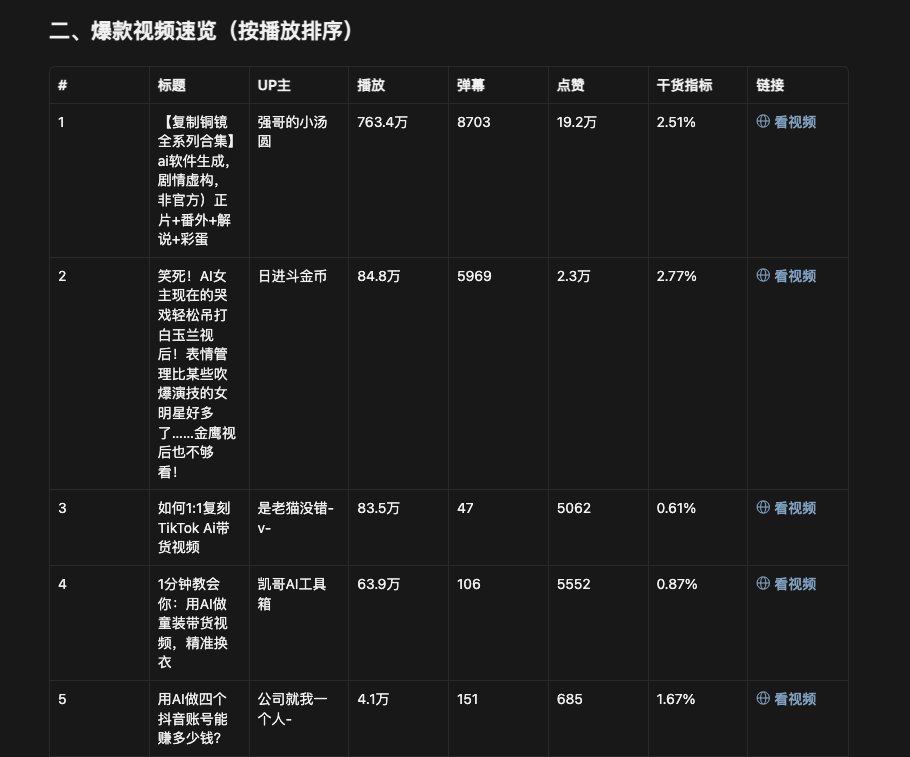 二、爆款视频速览（按播放排序）
# 标题 UP主 播放 弹幕 点赞 干货指标 链接
1 【复制铜镜 强哥的小汤 763.4万 8703 19.2万 2.51% 看视频
全系列合集】 圆
ai软件生成，
剧情虚构，
非官方）正
片+番外+解
说+彩蛋
2 笑死！AI女 日进斗金币 84.8万 5969 2.3万 2.77% 看视频
主现在的哭
戏轻松吊打
白玉兰视
后！表情管
理比某些吹
爆演技的女
明星好多
了……金鹰视
后也不够
看！
3 如何1:1复刻 是老猫没错- 83.5万 47 5062 0.61% 看视频
TikTok Ai带 v-
货视频
4 1分钟教会 凯哥AI工具 63.9万 106 5552 0.87% 看视频
你：用AI做 箱
童装带货视
频，精准换
衣
5 用AI做四个 公司就我一 4.1万 151 685 1.67% 看视频
抖音账号能 个人-
赚多少钱？